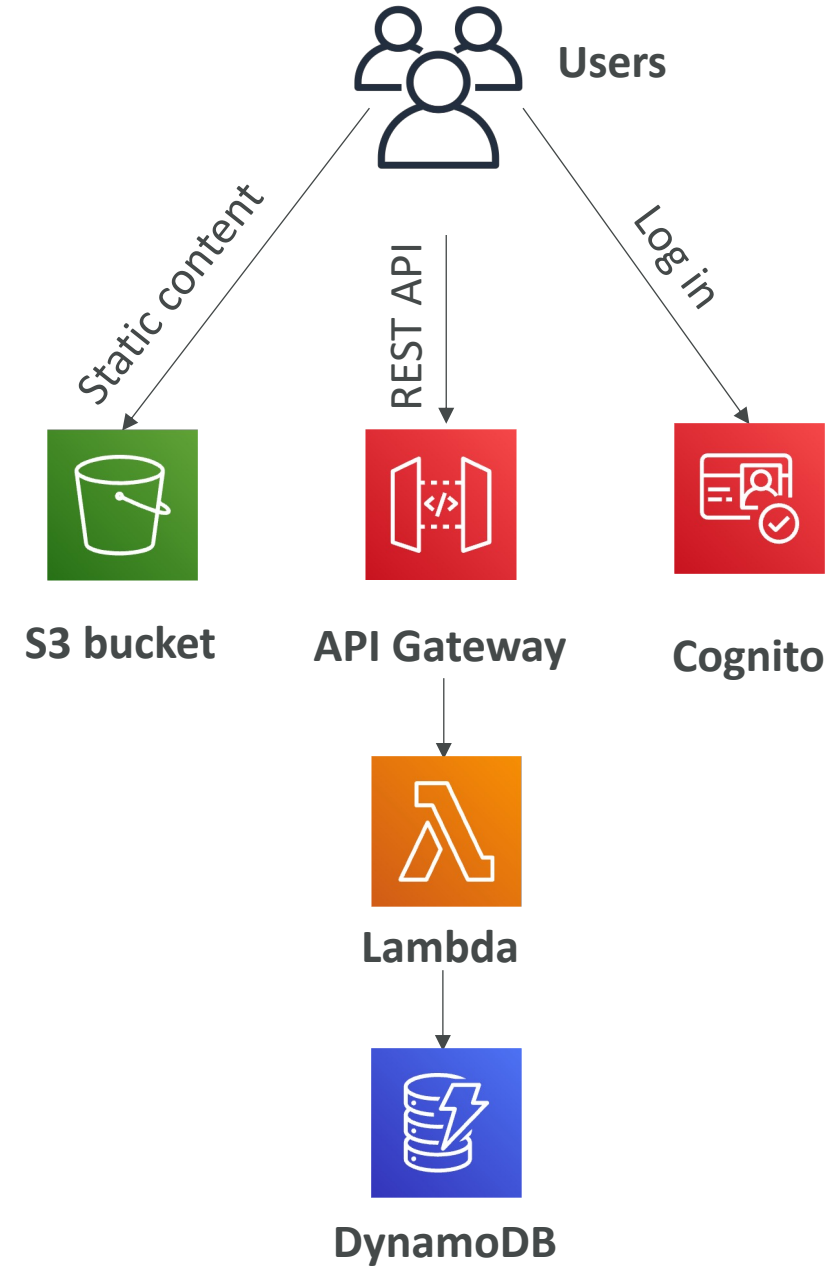 Users
Static content
REST API
Log in
S3 bucket
API Gateway
Cognito
</>
Lambda
DynamoDB